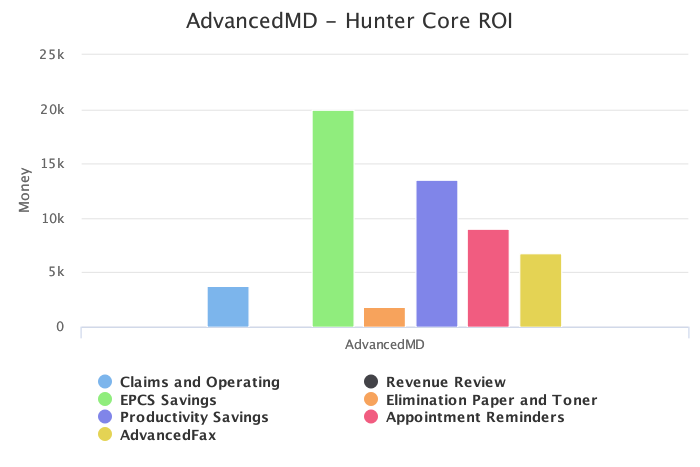 AdvancedMD - Hunter Core ROI
25k
20k
15k
10k
5k
0
Money
AdvancedMD
Claims and Operating
Revenue Review
EPCS Savings
Elimination Paper and Toner
Productivity Savings
Appointment Reminders
AdvancedFax